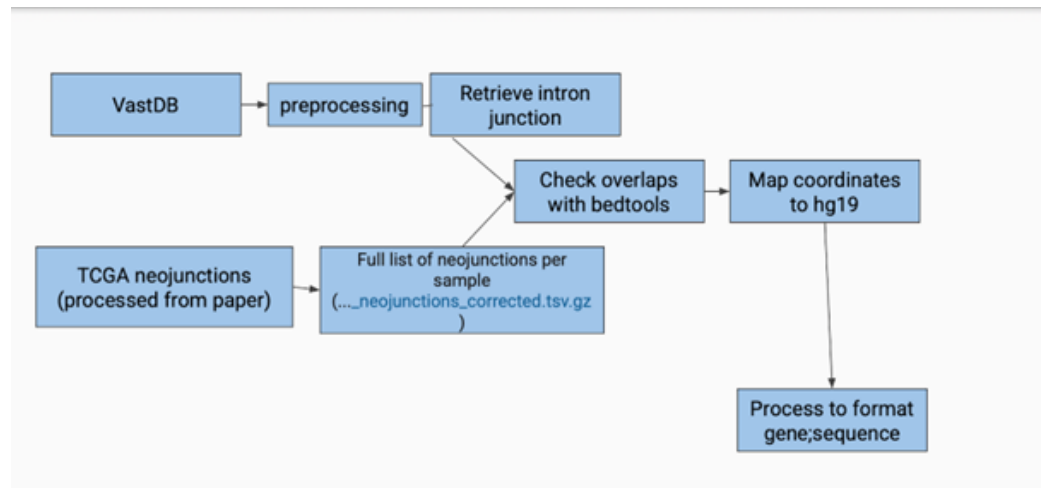 VastDB
preprocessing
Retrieve intron
junction
Check overlaps
with bedtools
Map coordinates
to hg19
TCGA neojunctions
(processed from paper)
Full list of neojunctions per
sample
(..._neojunctions_corrected.tsv.gz
)
Process to format
gene;sequence